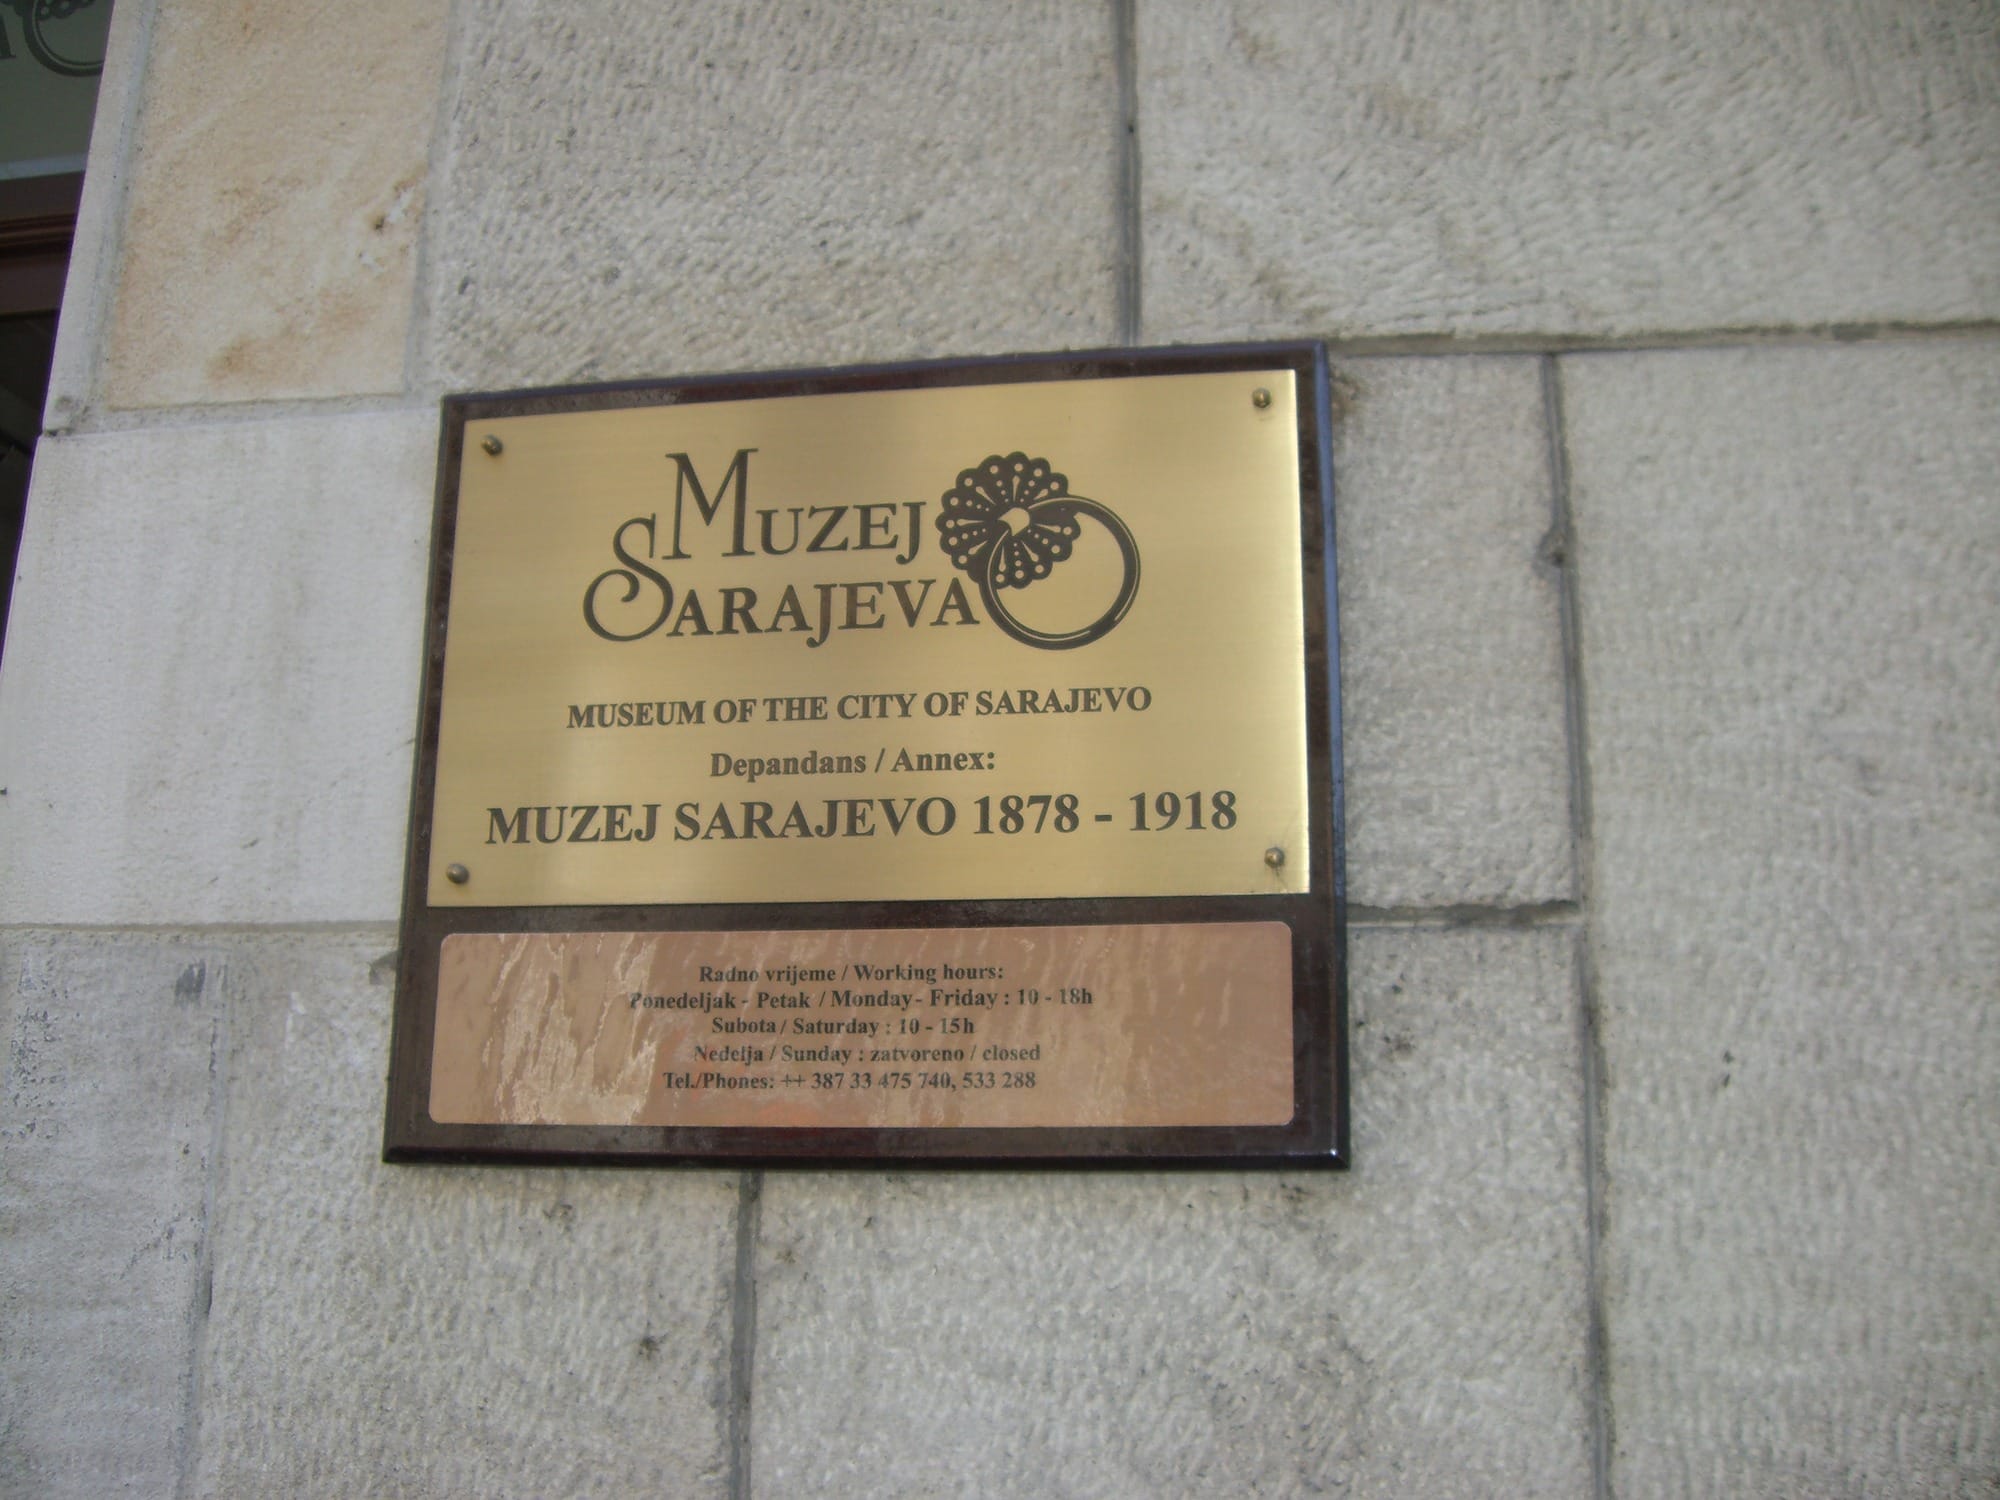 MUZEJ
SARAJEVA
MUSEUM OF THE CITY OF SARAJEVO
Depandans / Annex:
MUZEJ SARAJEVO 1878 - 1918
Radno vrijeme / Working hours:
Ponedeljak - Petak / Monday- Friday : 10 - 18h
Subota / Saturday : 10 - 15h
Nedelja / Sunday : zatvoreno / closed
Tel./Phones: ++ 387 33 475 740, 533 288